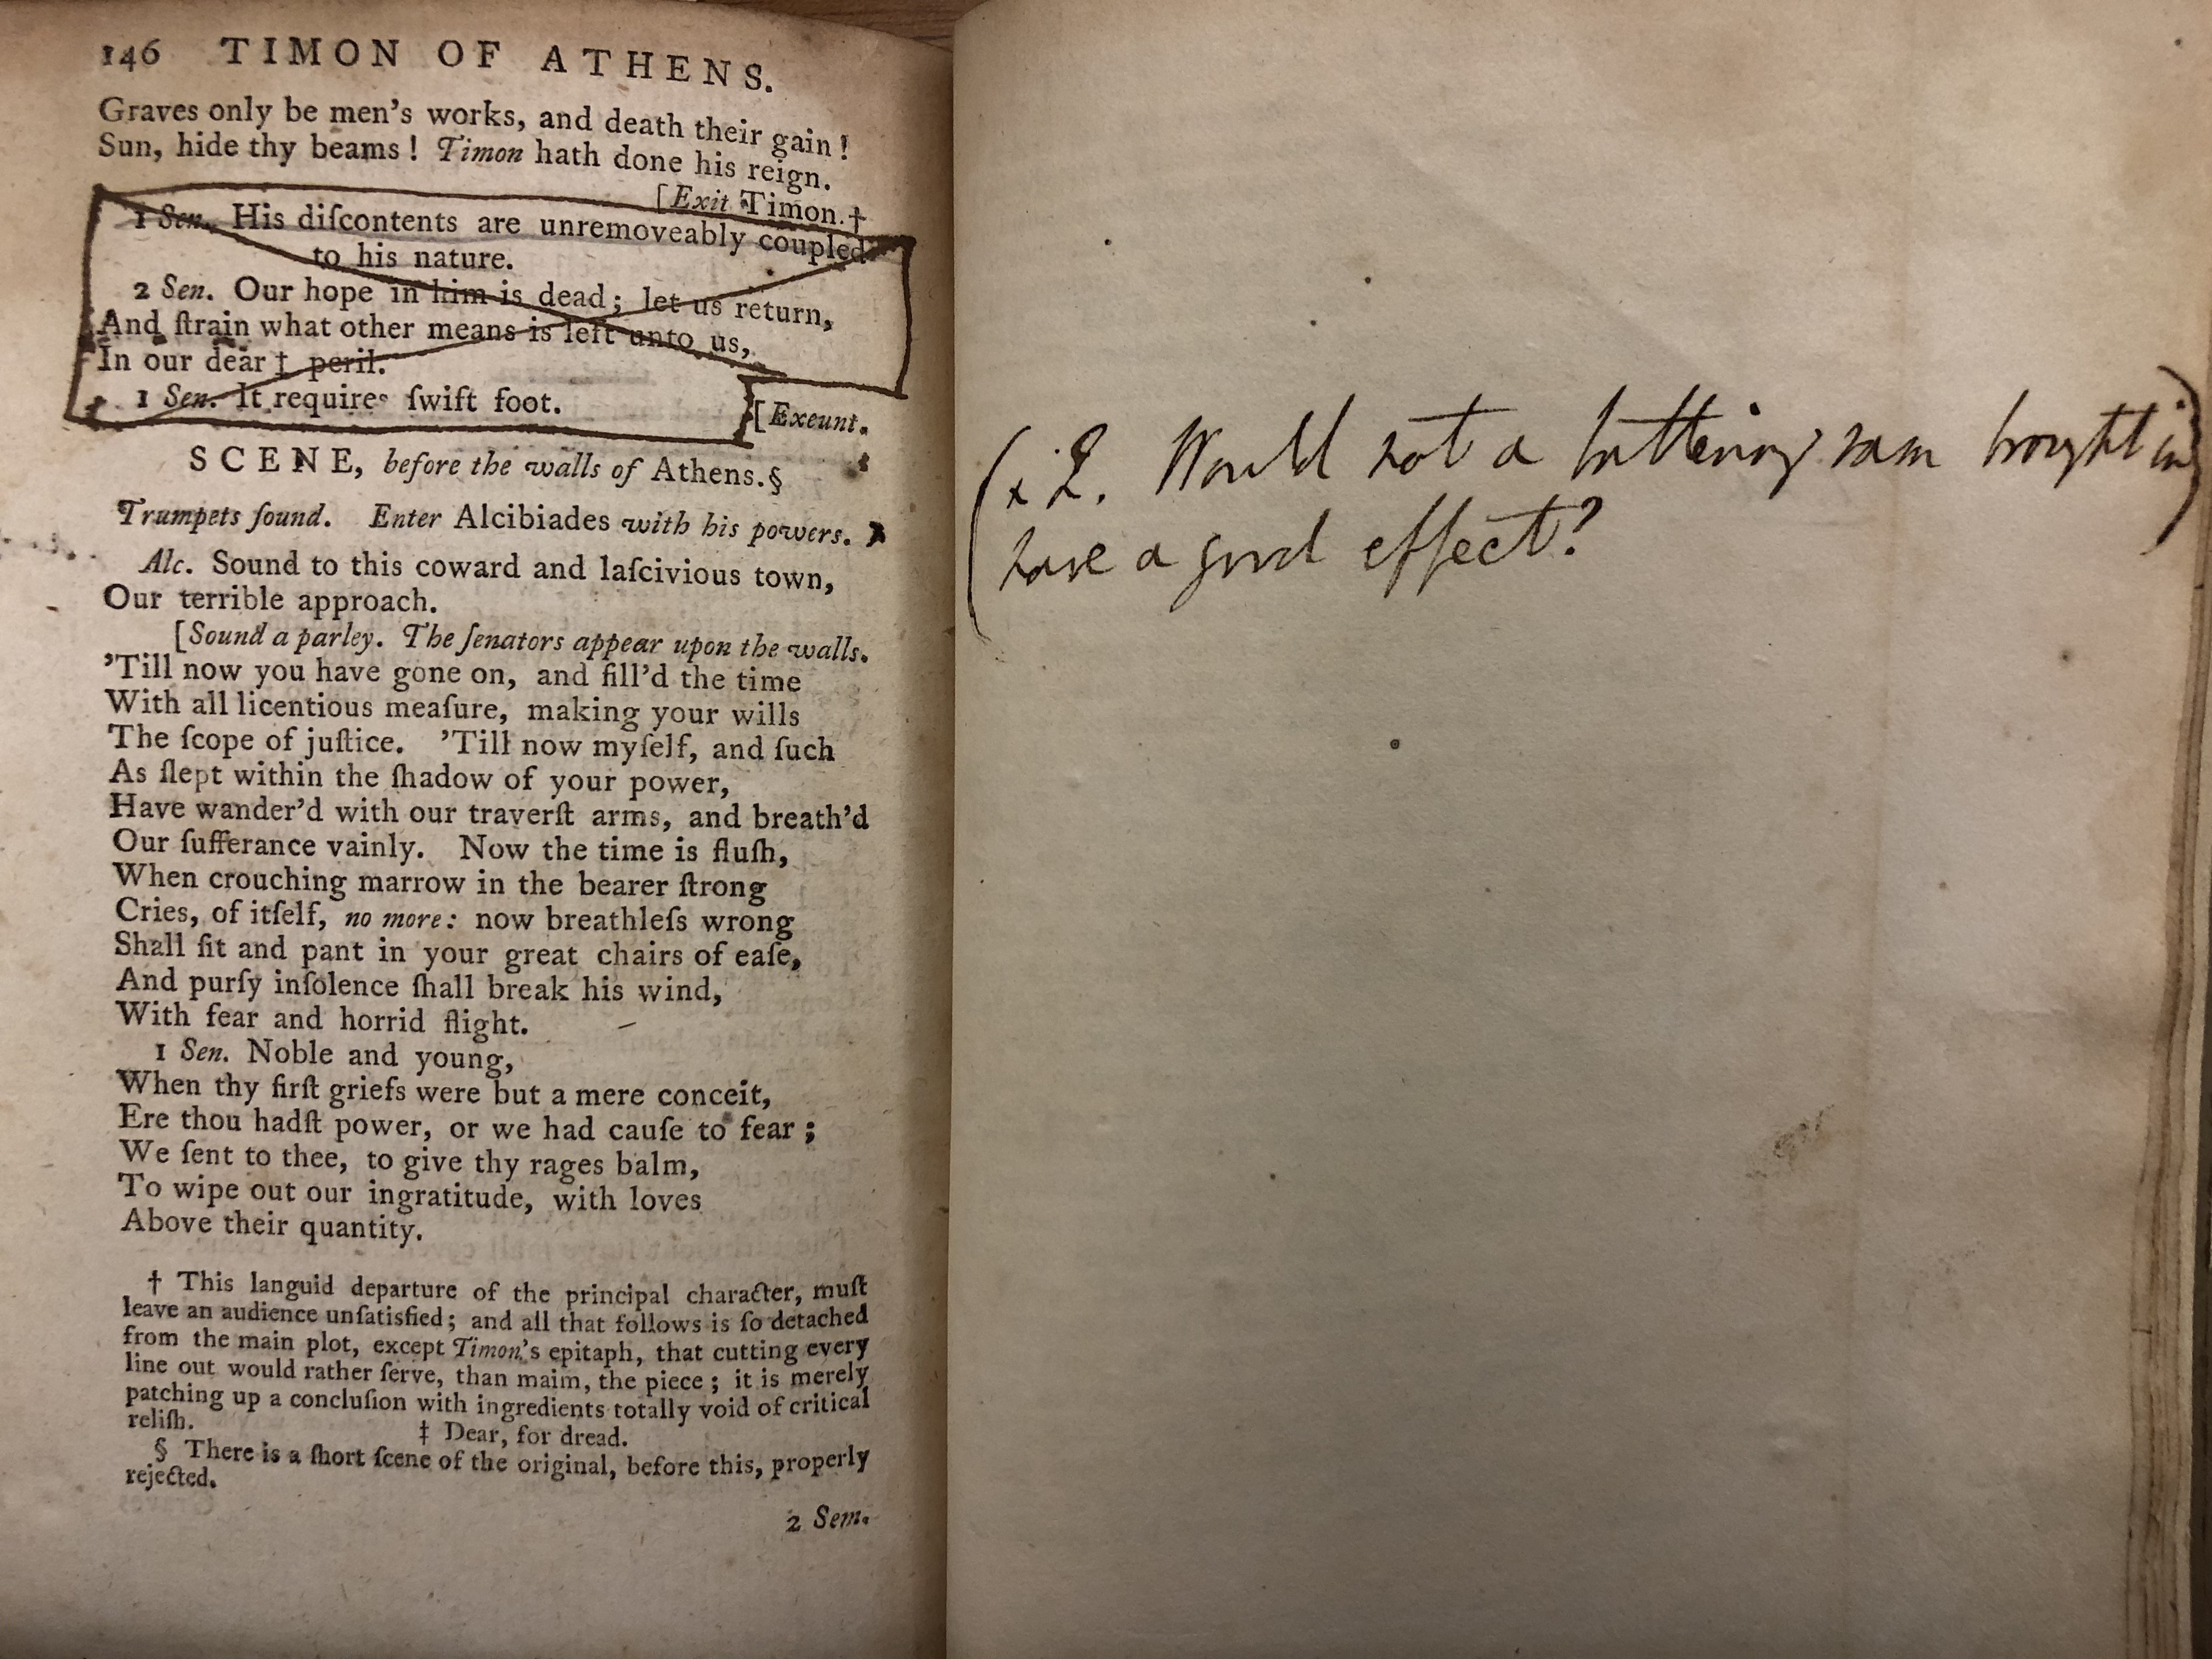 146 TIMON OF ATHENS.
Graves only be men's works, and death their gain!
Sun, hide thy beams! Timon hath done his reign.
[Exit Timon.†
1 Sen. His diſcontents are unremoveably coupled
to his nature.
2 Sen. Our hope in him is dead; let us return,
And ſtrain what other means is left unto us,
In our dear ‡ peril.
1 Sen. It requires ſwift foot.
[Exeunt.
SCENE, before the walls of Athens.§
Trumpets ſound. Enter Alcibiades with his powers.
Alc. Sound to this coward and laſcivious town,
Our terrible approach.
[Sound a parley. The ſenators appear upon the walls.
'Till now you have gone on, and fill'd the time
With all licentious meaſure, making your wills
The ſcope of juſtice. 'Till now myſelf, and ſuch
As ſlept within the ſhadow of your power,
Have wander'd with our traverſt arms, and breath'd
Our ſufferance vainly. Now the time is fluſh,
When crouching marrow in the bearer ſtrong
Cries, of itſelf, no more: now breathleſs wrong
Shall ſit and pant in your great chairs of eaſe,
And purſy inſolence ſhall break his wind,
With fear and horrid flight.
1 Sen. Noble and young,
When thy firſt griefs were but a mere conceit,
Ere thou hadſt power, or we had cauſe to fear;
We ſent to thee, to give thy rages balm,
To wipe out our ingratitude, with loves
Above their quantity.
† This languid departure of the principal character, muſt
leave an audience unſatisfied; and all that follows is ſo detached
from the main plot, except Timon's epitaph, that cutting every
line out would rather ſerve, than maim, the piece; it is merely
patching up a concluſion with ingredients totally void of critical
reliſh. ‡ Dear, for dread.
§ There is a ſhort ſcene of the original, before this, properly
rejected.
2 Sem.
(x Q. Would not a battering ram brought in)
have a good effect?